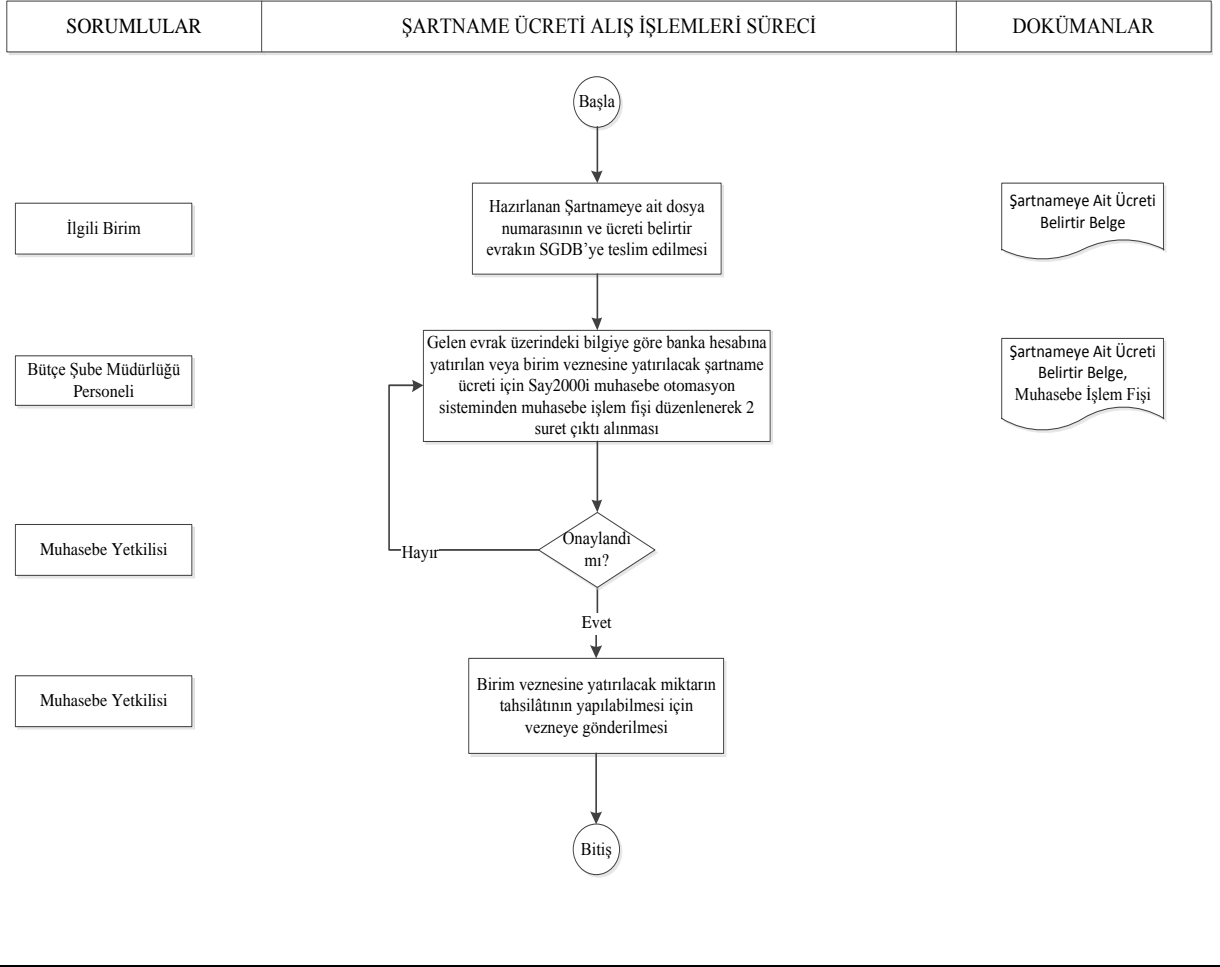 SORUMLULAR
ŞARTNAME ÜCRETİ ALIŞ İŞLEMLERİ SÜRECİ
DOKÜMANLAR
Başla
İlgili Birim
Hazırlanan Şartnameye ait dosya
numarasının ve ücreti belirtir
evrakın SGDB’ye teslim edilmesi
Şartnameye Ait Ücreti
Belirtir Belge
Bütçe Şube Müdürlüğü
Personeli
Gelen evrak üzerindeki bilgiye göre banka hesabına
yatırılan veya birim veznesine yatırılacak şartname
ücreti için Say2000i muhasebe otomasyon
sisteminden muhasebe işlem fişi düzenlenerek 2
suret çıktı alınması
Şartnameye Ait Ücreti
Belirtir Belge,
Muhasebe İşlem Fişi
Muhasebe Yetkilisi
Hayır
Onaylandı
mı?
Evet
Muhasebe Yetkilisi
Birim veznesine yatırılacak miktarın
tahsilâtının yapılabilmesi için
vezneye gönderilmesi
Bitiş